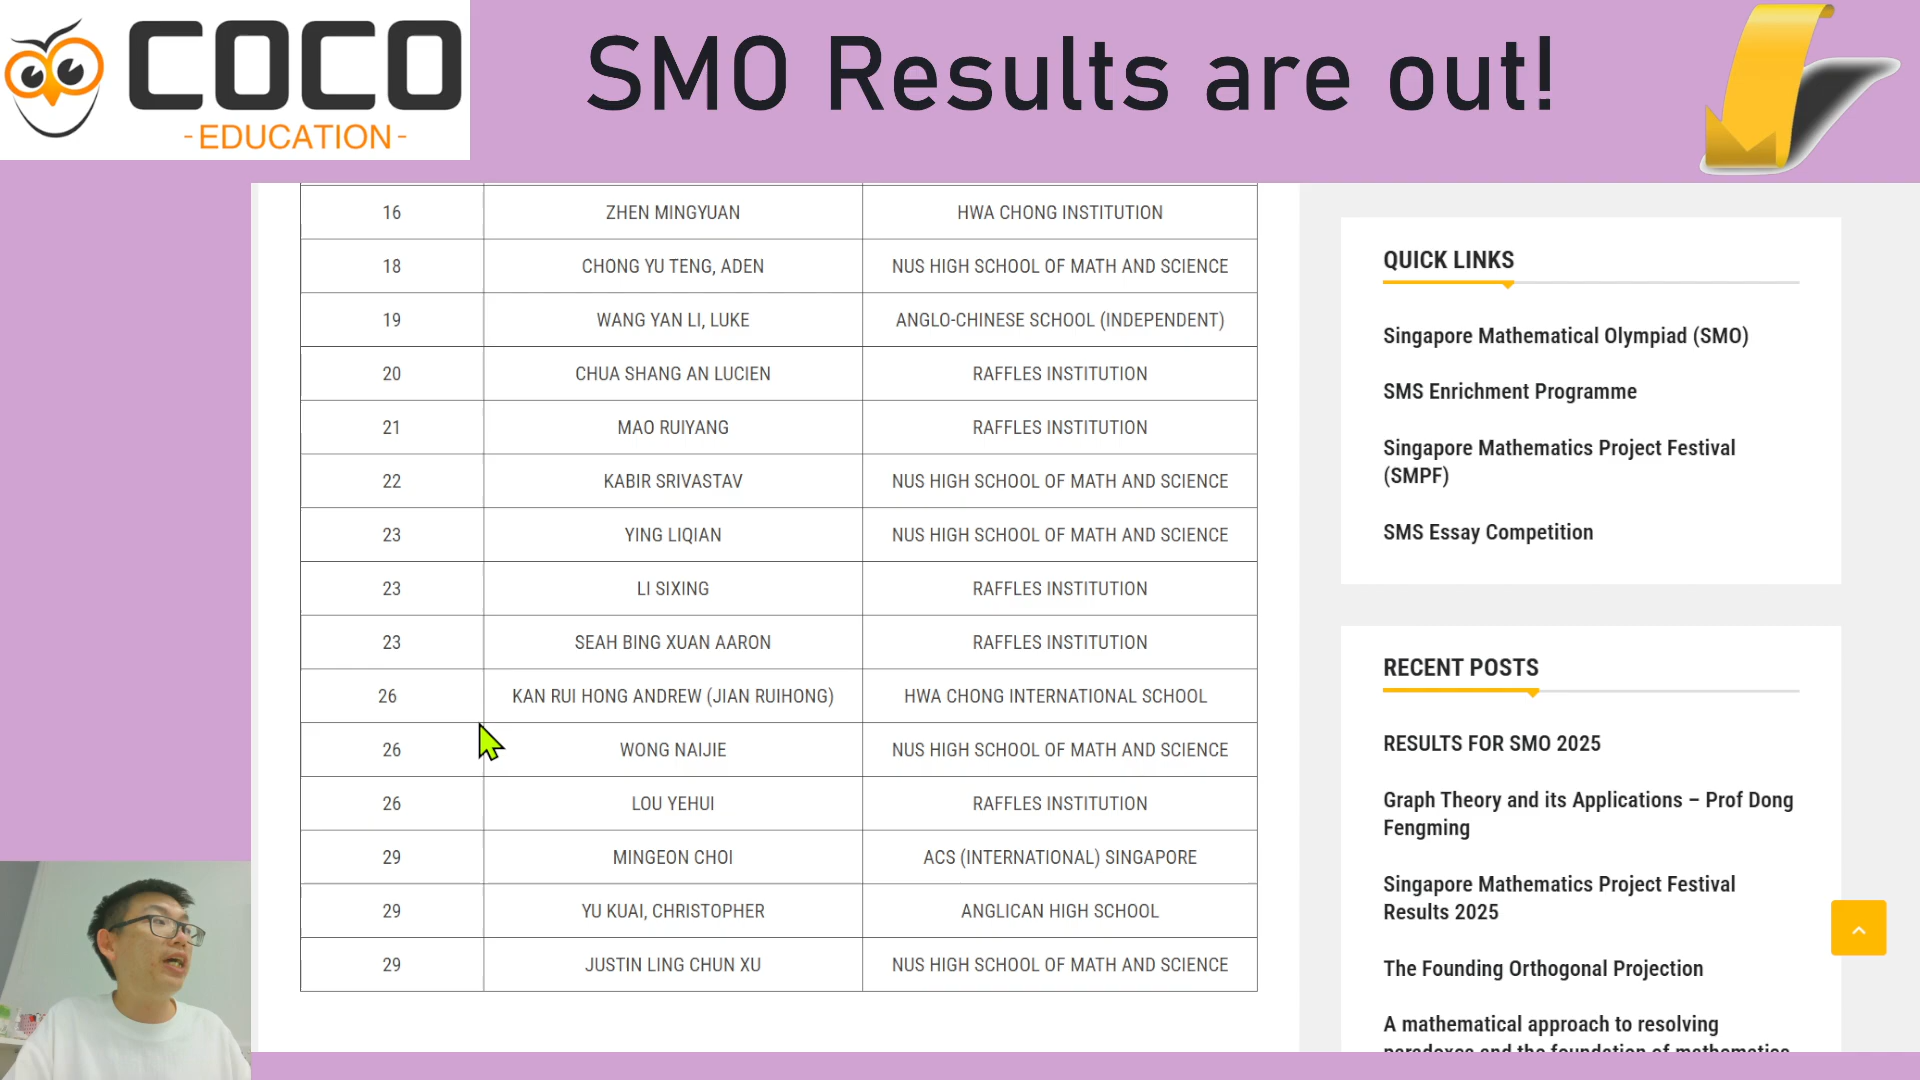 COCO
-EDUCATION-
SMO Results are out!
16 ZHEN MINGYUAN HWA CHONG INSTITUTION
18 CHONG YU TENG, ADEN NUS HIGH SCHOOL OF MATH AND SCIENCE
19 WANG YAN LI, LUKE ANGLO-CHINESE SCHOOL (INDEPENDENT)
20 CHUA SHANG AN LUCIEN RAFFLES INSTITUTION
21 MAO RUIYANG RAFFLES INSTITUTION
22 KABIR SRIVASTAV NUS HIGH SCHOOL OF MATH AND SCIENCE
23 YING LIQIAN NUS HIGH SCHOOL OF MATH AND SCIENCE
23 LI SIXING RAFFLES INSTITUTION
23 SEAH BING XUAN AARON RAFFLES INSTITUTION
26 KAN RUI HONG ANDREW (JIAN RUIHONG) HWA CHONG INTERNATIONAL SCHOOL
26 WONG NAIJIE NUS HIGH SCHOOL OF MATH AND SCIENCE
26 LOU YEHUI RAFFLES INSTITUTION
29 MINGEON CHOI ACS (INTERNATIONAL) SINGAPORE
29 YU KUAI, CHRISTOPHER ANGLICAN HIGH SCHOOL
29 JUSTIN LING CHUN XU NUS HIGH SCHOOL OF MATH AND SCIENCE
QUICK LINKS
Singapore Mathematical Olympiad (SMO)
SMS Enrichment Programme
Singapore Mathematics Project Festival
(SMPF)
SMS Essay Competition
RECENT POSTS
RESULTS FOR SMO 2025
Graph Theory and its Applications – Prof Dong
Fengming
Singapore Mathematics Project Festival
Results 2025
The Founding Orthogonal Projection
A mathematical approach to resolving
paradoxes and the foundation of mathematics